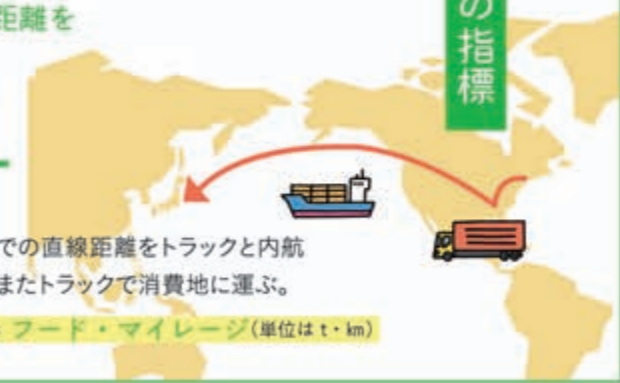 の指標
距離を
での直線距離をトラックと内航
またトラックで消費地に運ぶ。
フード・マイレージ(単位は t・km)